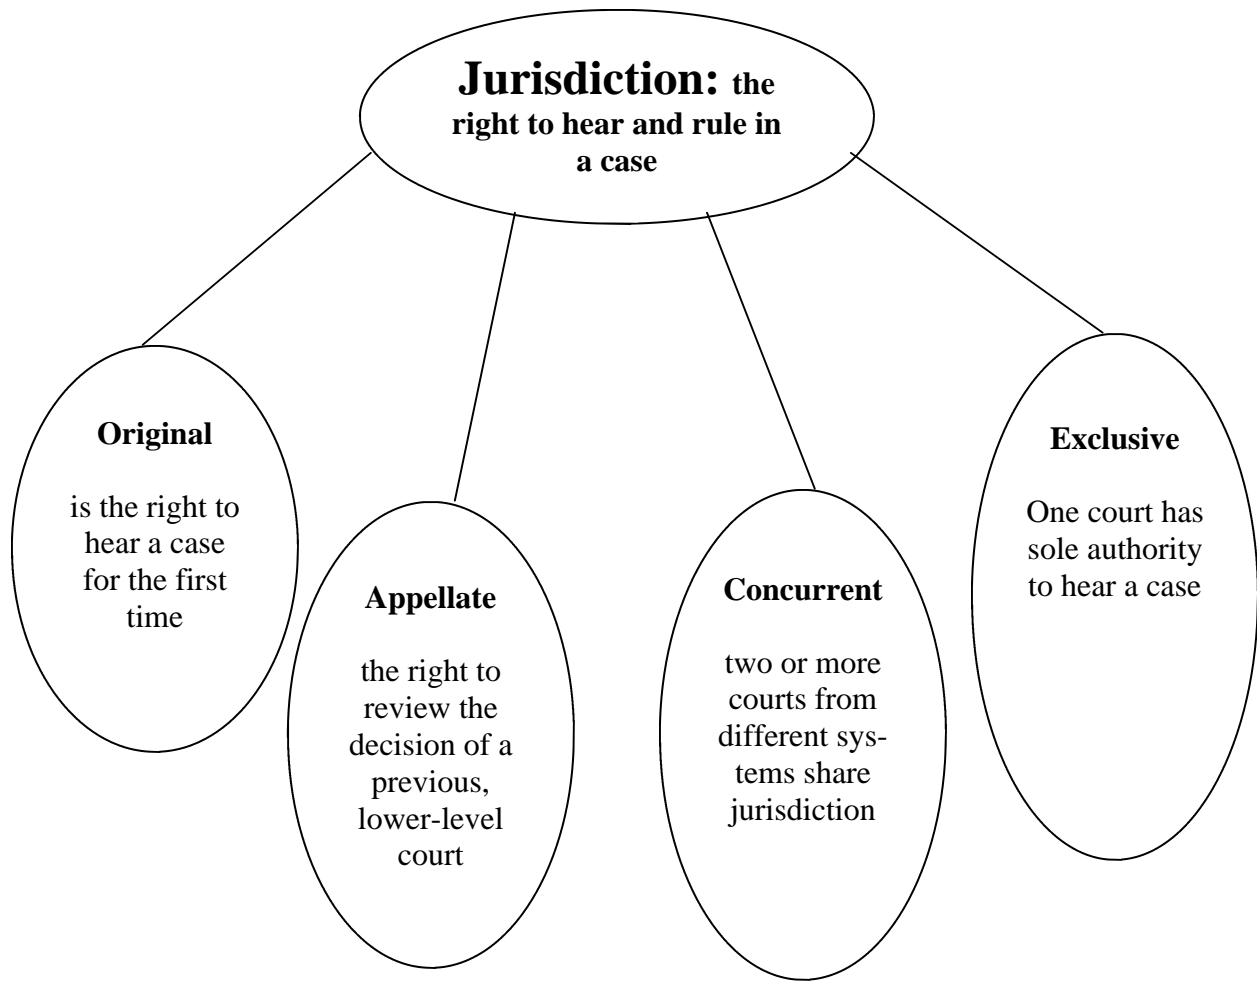 Jurisdiction: the
right to hear and rule in
a case
Original
is the right to
hear a case
for the first
time
Appellate
the right to
review the
decision of a
previous,
lower-level
court
Concurrent
two or more
courts from
different sys-
tems share
jurisdiction
Exclusive
One court has
sole authority
to hear a case